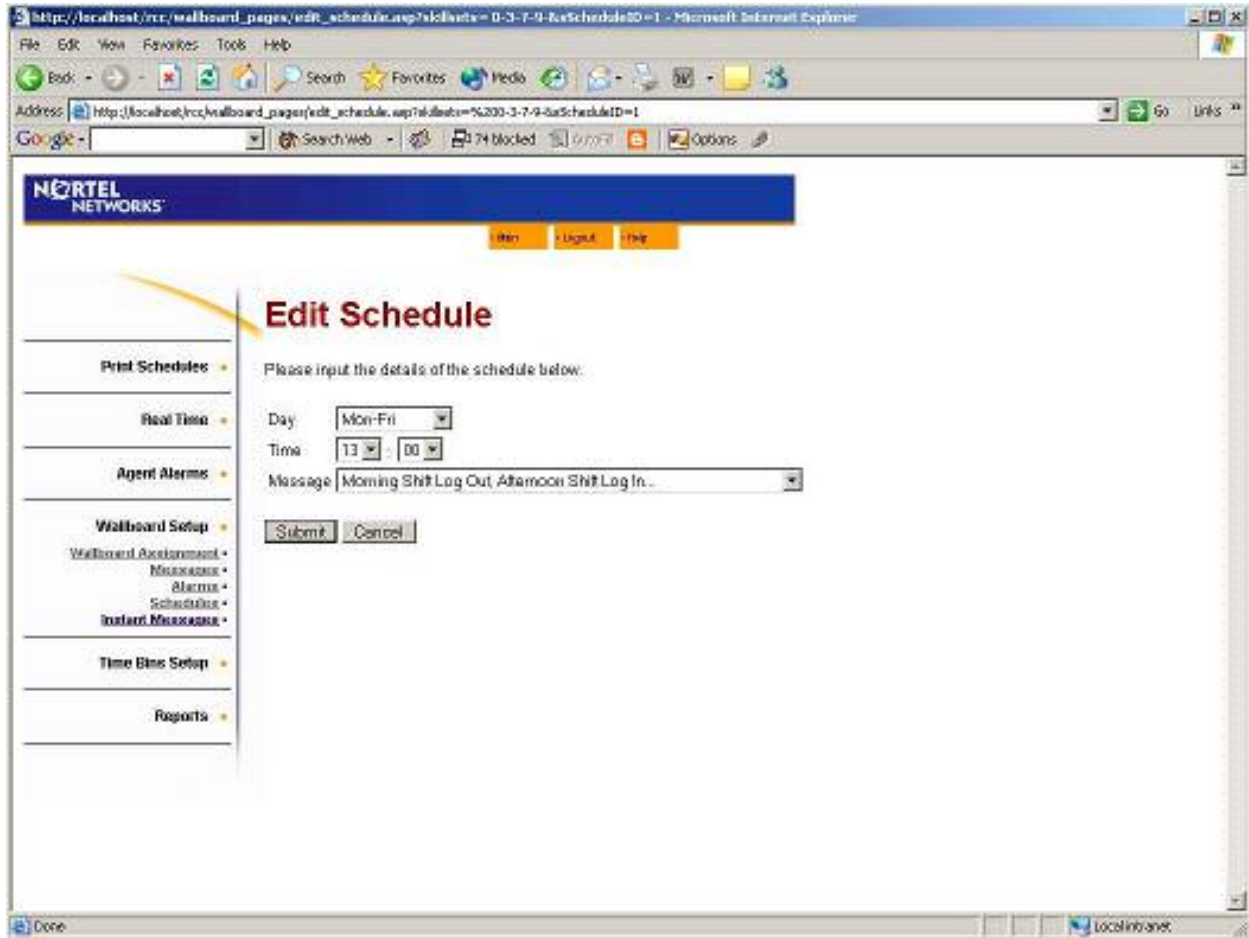 http://localhost/rcc/wallboard_pages/edit_schedule.asp?skillsets= 0-3-7-9-&sScheduleID=1 - Microsoft Internet Explorer
File Edit View Favorites Tools Help
Back Search Favorites Media
Address http://localhost/rcc/wallboard_pages/edit_schedule.asp?skillsets=%200-3-7-9-&sScheduleID=1 Go Links »
Google Search Web 74 blocked AutoFill Options
NORTEL
NETWORKS
Main Logout Help
Edit Schedule
Please input the details of the schedule below.
Print Schedules
Real Time
Agent Alarms
Wallboard Setup
Wallboard Assignment
Messages
Alarms
Schedules
Instant Messages
Time Bins Setup
Reports
Day Mon-Fri
Time 13 : 00
Message Morning Shift Log Out, Afternoon Shift Log In...
Submit Cancel
Done Local intranet